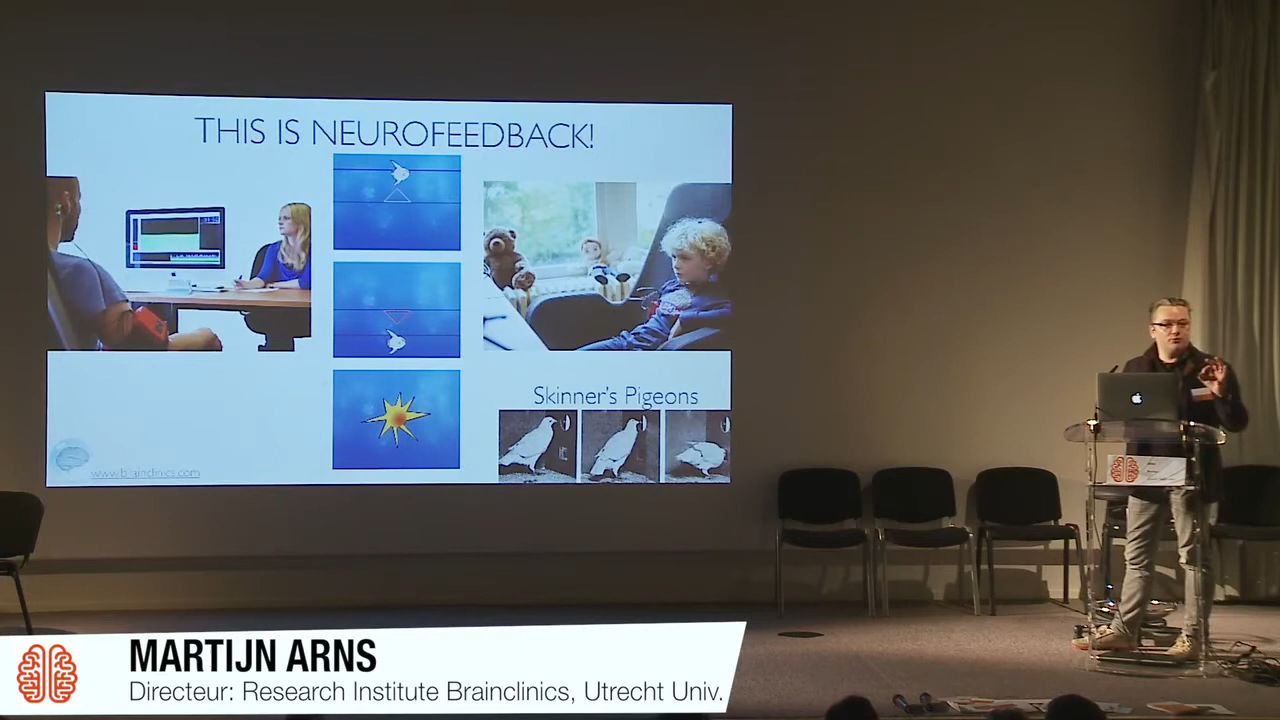 THIS IS NEUROFEEDBACK!
Skinner's Pigeons
www.brainclinics.com
MARTIJN ARNS
Directeur: Research Institute Brainclinics, Utrecht Univ.